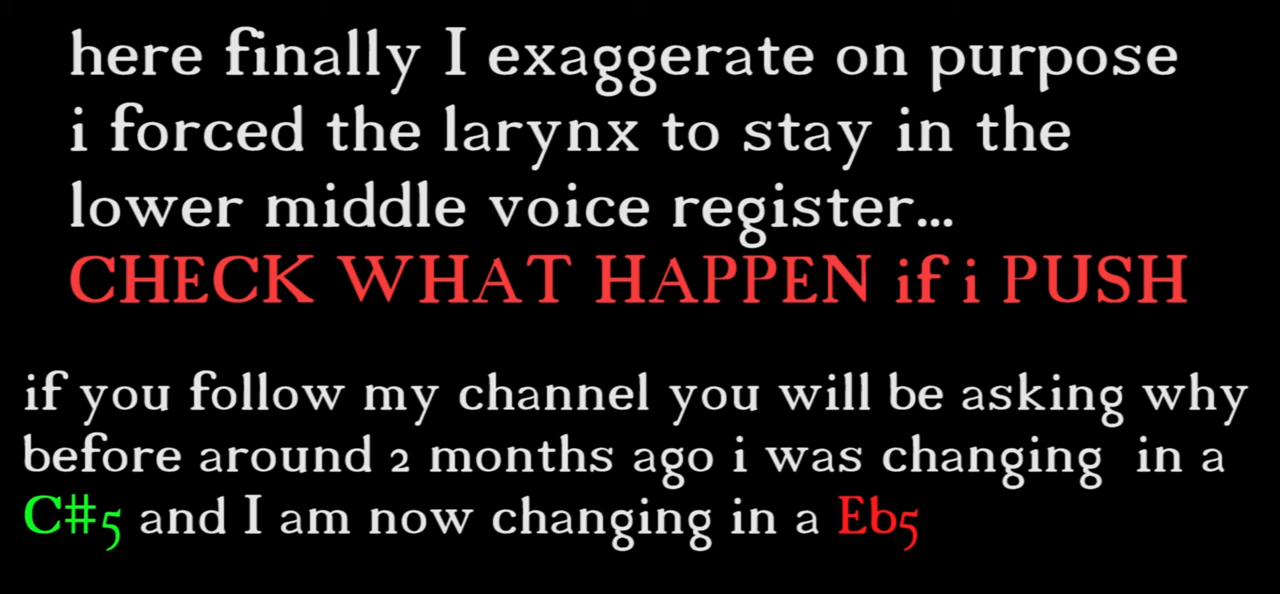 here finally I exaggerate on purpose
i forced the larynx to stay in the
lower middle voice register...
CHECK WHAT HAPPEN if i PUSH
if you follow my channel you will be asking why
before around 2 months ago i was changing in a
C#5 and I am now changing in a Eb5